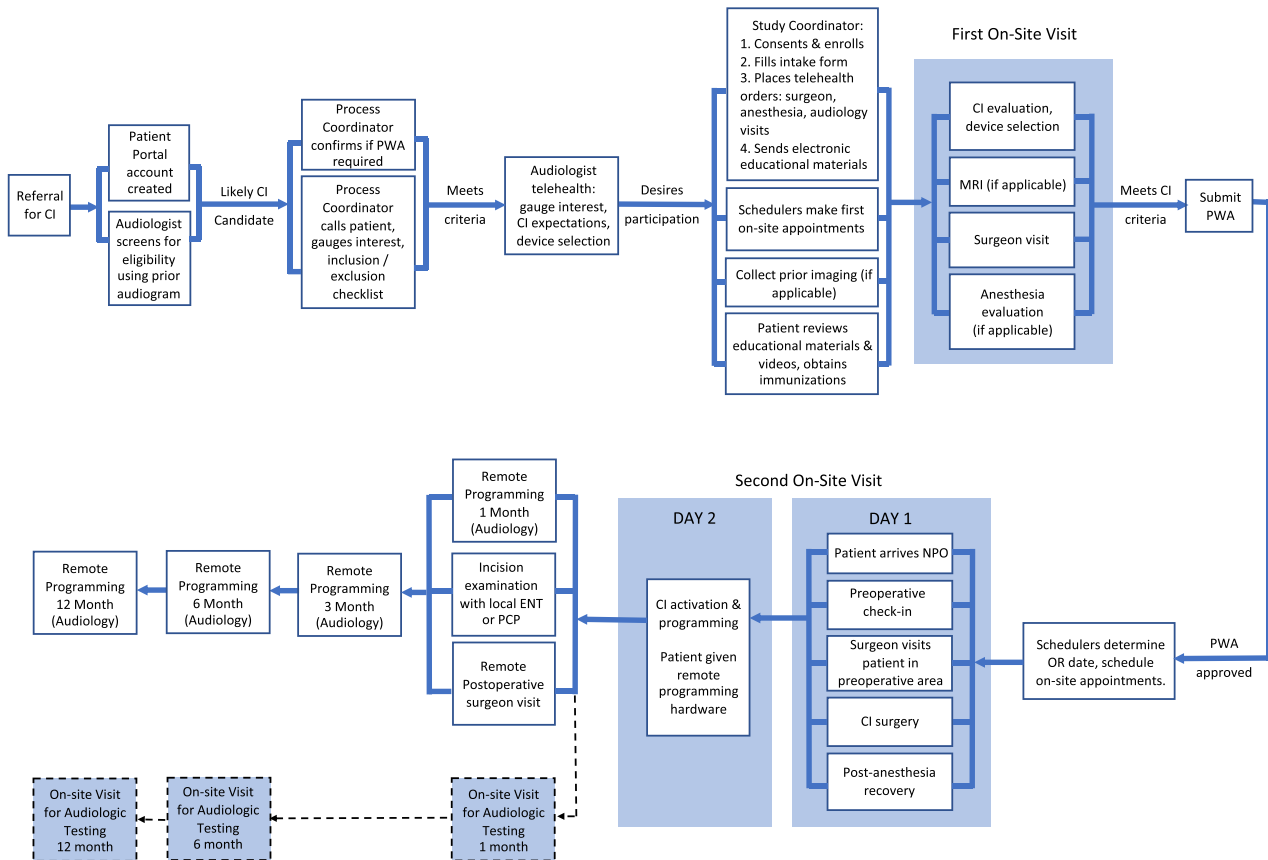 Referral
for CI
Patient
Portal
account
created
Audiologist
screens for
eligibility
using prior
audiogram
Likely CI
Candidate
Process
Coordinator
confirms if PWA
required
Process
Coordinator
calls patient,
gauges interest,
inclusion /
exclusion
checklist
Meets
criteria
Audiologist
telehealth:
gauge interest,
CI expectations,
device selection
Desires
participation
Study Coordinator:
1. Consents & enrolls
2. Fills intake form
3. Places telehealth
orders: surgeon,
anesthesia, audiology
visits
4. Sends electronic
educational materials
Schedulers make first
on-site appointments
Collect prior imaging (if
applicable)
Patient reviews
educational materials &
videos, obtains
immunizations
First On-Site Visit
CI evaluation,
device selection
MRI (if applicable)
Surgeon visit
Anesthesia
evaluation
(if applicable)
Meets CI
criteria
Submit
PWA
PWA
approved
Schedulers determine
OR date, schedule
on-site appointments.
Second On-Site Visit
DAY 1
Patient arrives NPO
Preoperative
check-in
Surgeon visits
patient in
preoperative area
CI surgery
Post-anesthesia
recovery
DAY 2
CI activation &
programming
Patient given
remote
programming
hardware
Remote
Programming
1 Month
(Audiology)
Incision
examination
with local ENT
or PCP
Remote
Postoperative
surgeon visit
Remote
Programming
3 Month
(Audiology)
Remote
Programming
6 Month
(Audiology)
Remote
Programming
12 Month
(Audiology)
On-site Visit
for Audiologic
Testing
1 month
On-site Visit
for Audiologic
Testing
6 month
On-site Visit
for Audiologic
Testing
12 month